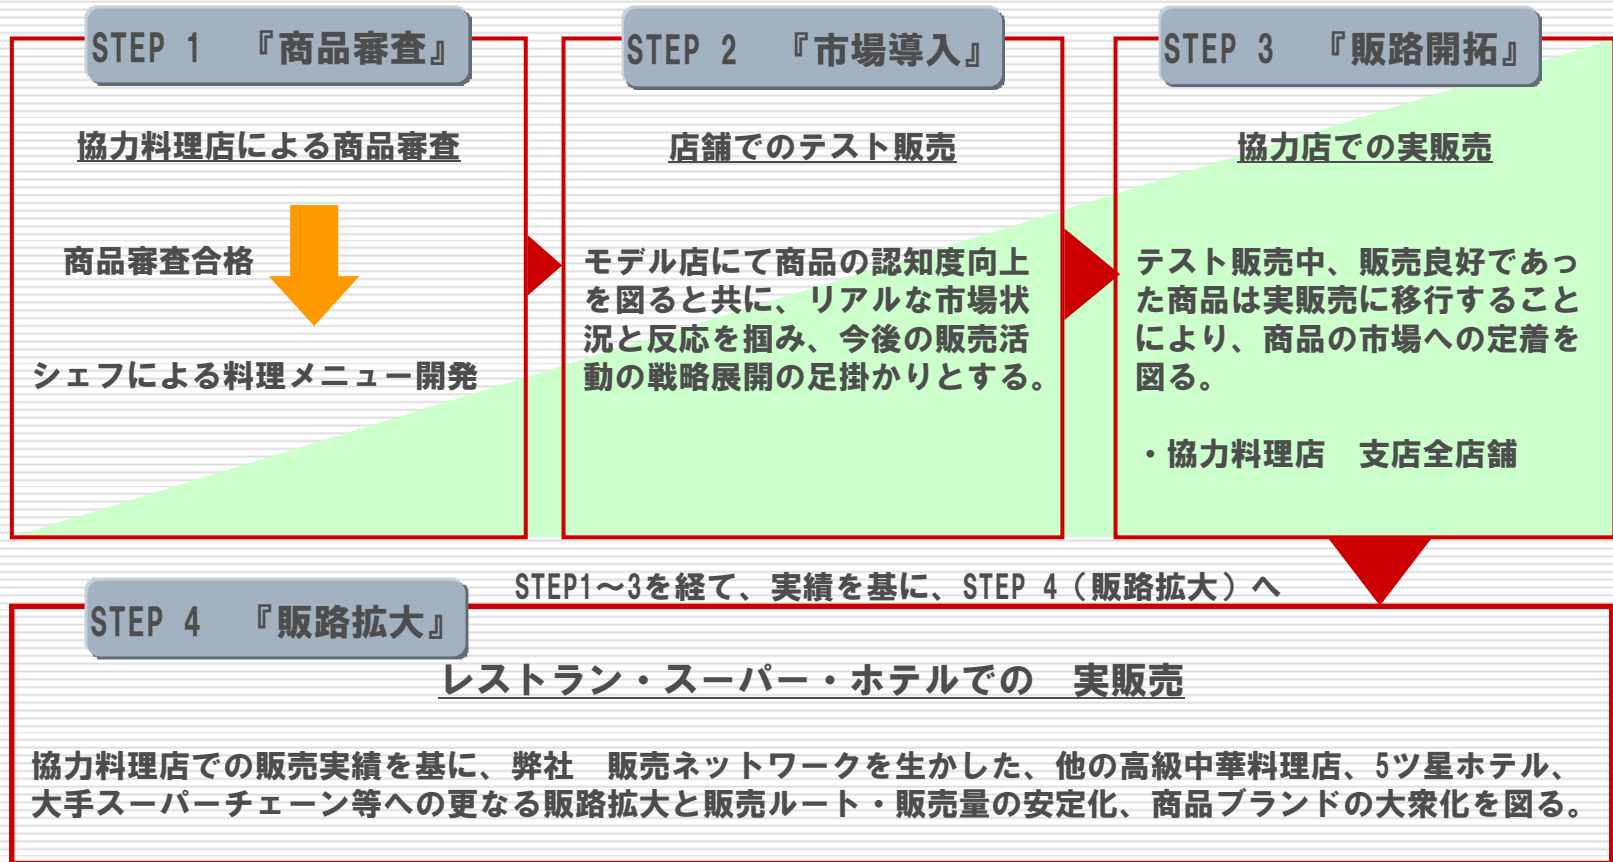 STEP 1　『商品審査』
協力料理店による商品審査
商品審査合格
シェフによる料理メニュー開発
STEP 2　『市場導入』
店舗でのテスト販売
モデル店にて商品の認知度向上
を図ると共に、リアルな市場状
況と反応を掴み、今後の販売活
動の戦略展開の足掛かりとする。
STEP 3　『販路開拓』
協力店での実販売
テスト販売中、販売良好であっ
た商品は実販売に移行すること
により、商品の市場への定着を
図る。
・協力料理店　支店全店舗
STEP1～3を経て、実績を基に、STEP 4（販路拡大）へ
STEP 4　『販路拡大』
レストラン・スーパー・ホテルでの　実販売
協力料理店での販売実績を基に、弊社　販売ネットワークを生かした、他の高級中華料理店、5ツ星ホテル、
大手スーパーチェーン等への更なる販路拡大と販売ルート・販売量の安定化、商品ブランドの大衆化を図る。